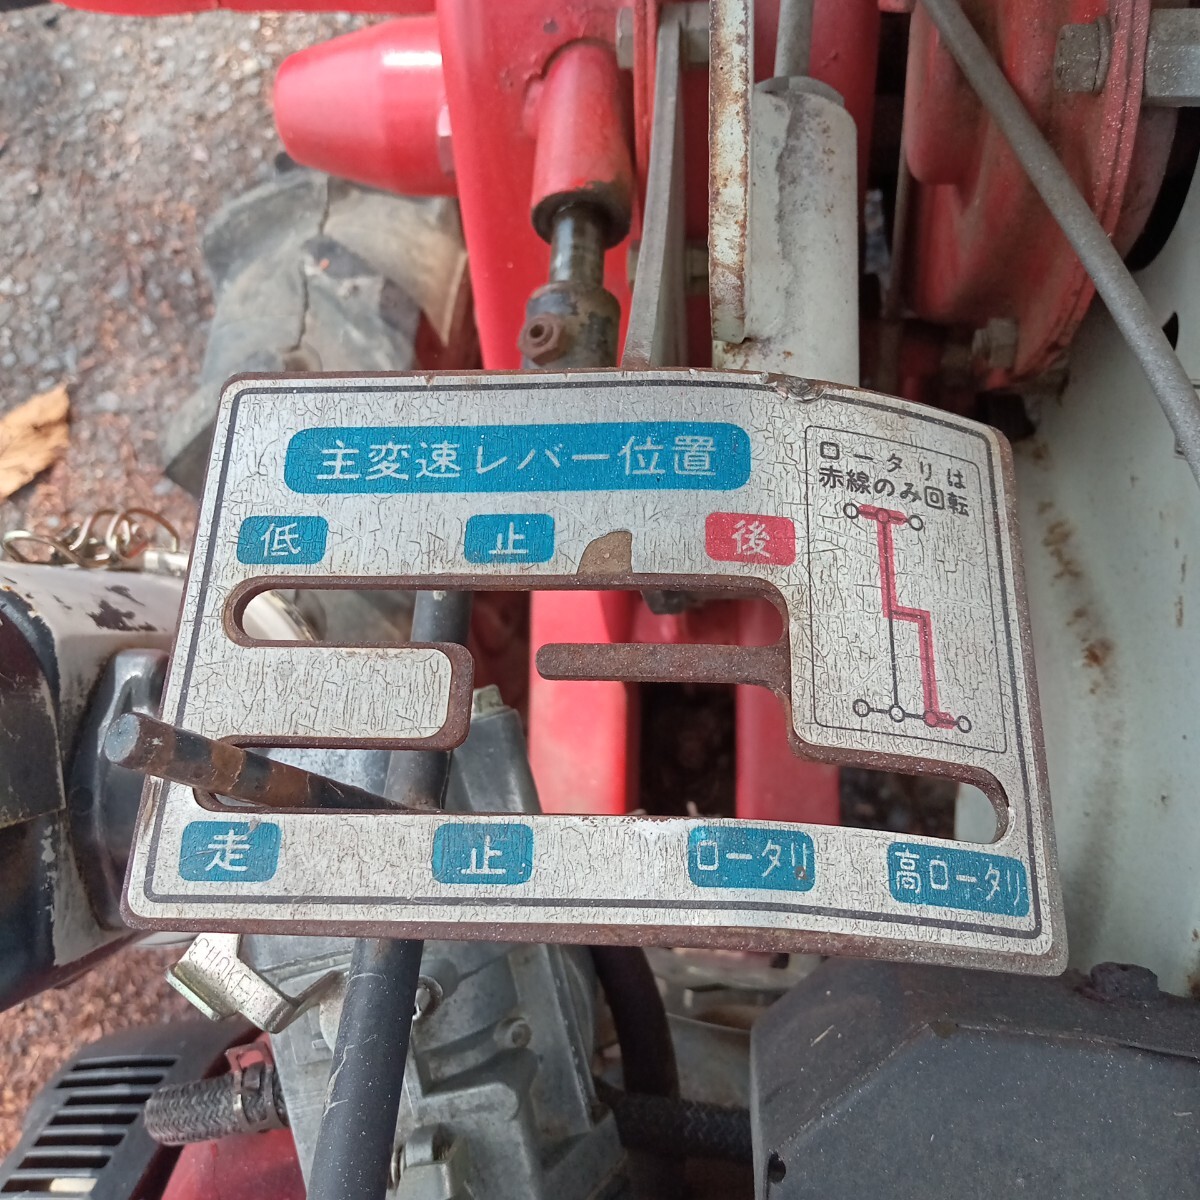 主変速レバー位置
ロータリは
赤線のみ回転
低
止
後
走
止
ロータリ
高ロータリ
CHOKE